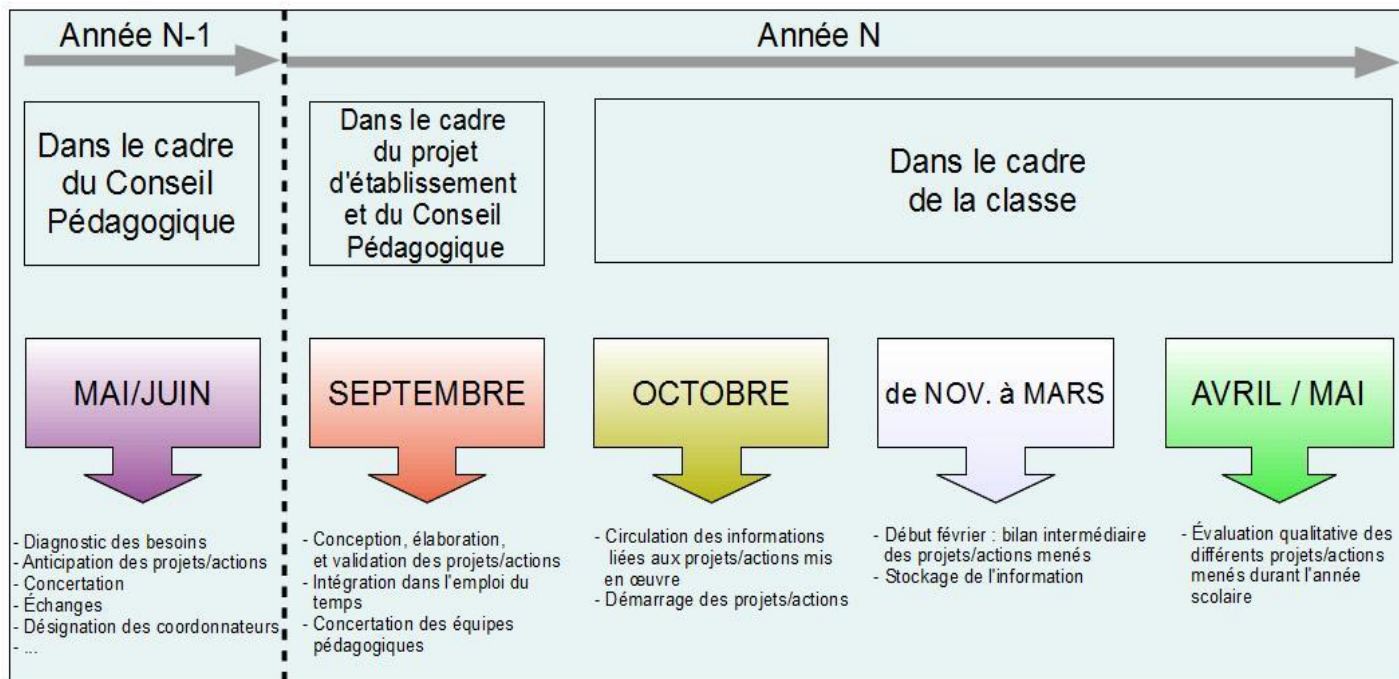 Année N-1
Année N
Dans le cadre
du Conseil
Pédagogique
Dans le cadre
du projet
d'établissement
et du Conseil
Pédagogique
Dans le cadre
de la classe
MAI/JUIN
SEPTEMBRE
OCTOBRE
de NOV. à MARS
AVRIL / MAI
- Diagnostic des besoins
- Anticipation des projets/actions
- Concertation
- Échanges
- Désignation des coordonnateurs
- ...
- Conception, élaboration,
et validation des projets/actions
- Intégration dans l'emploi du
temps
- Concertation des équipes
pédagogiques
- Circulation des informations
liées aux projets/actions mis
en œuvre
- Démarrage des projets/actions
- Début février : bilan intermédiaire
des projets/actions menés
- Stockage de l'information
- Évaluation qualitative des
différents projets/actions
menés durant l'année
scolaire